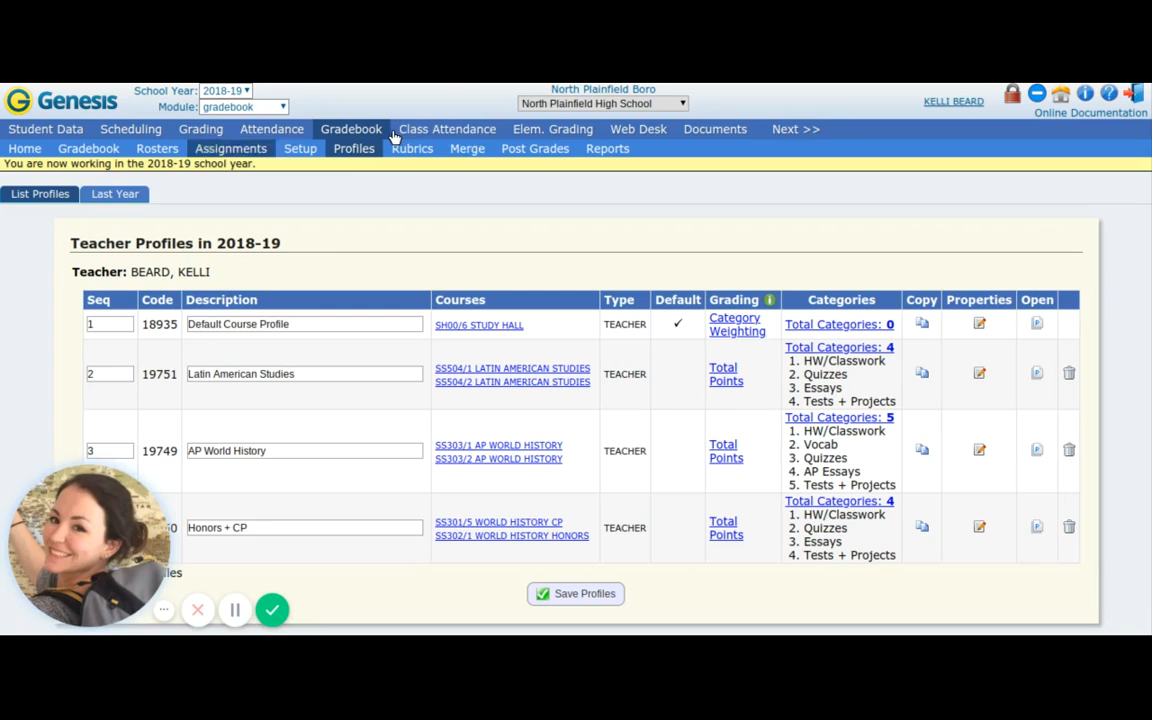 Genesis
School Year: 2018-19
Module: gradebook
North Plainfield Boro
North Plainfield High School
KELLI BEARD
Online Documentation
Student Data Scheduling Grading Attendance Gradebook Class Attendance Elem. Grading Web Desk Documents Next >>
Home Gradebook Rosters Assignments Setup Profiles Rubrics Merge Post Grades Reports
You are now working in the 2018-19 school year.
List Profiles Last Year
Teacher Profiles in 2018-19
Teacher: BEARD, KELLI
Seq Code Description Courses Type Default Grading Categories Copy Properties Open
1 18935 Default Course Profile SH00/6 STUDY HALL TEACHER ✓ Category Weighting Total Categories: 0
2 19751 Latin American Studies SS504/1 LATIN AMERICAN STUDIES TEACHER Total Points Total Categories: 4
SS504/2 LATIN AMERICAN STUDIES
1. HW/Classwork
2. Quizzes
3. Essays
4. Tests + Projects
3 19749 AP World History SS303/1 AP WORLD HISTORY TEACHER Total Points Total Categories: 5
SS303/2 AP WORLD HISTORY
1. HW/Classwork
2. Vocab
3. Quizzes
4. AP Essays
5. Tests + Projects
0 Honors + CP SS301/5 WORLD HISTORY CP TEACHER Total Points Total Categories: 4
SS302/1 WORLD HISTORY HONORS
1. HW/Classwork
2. Quizzes
3. Essays
4. Tests + Projects
Save Profiles